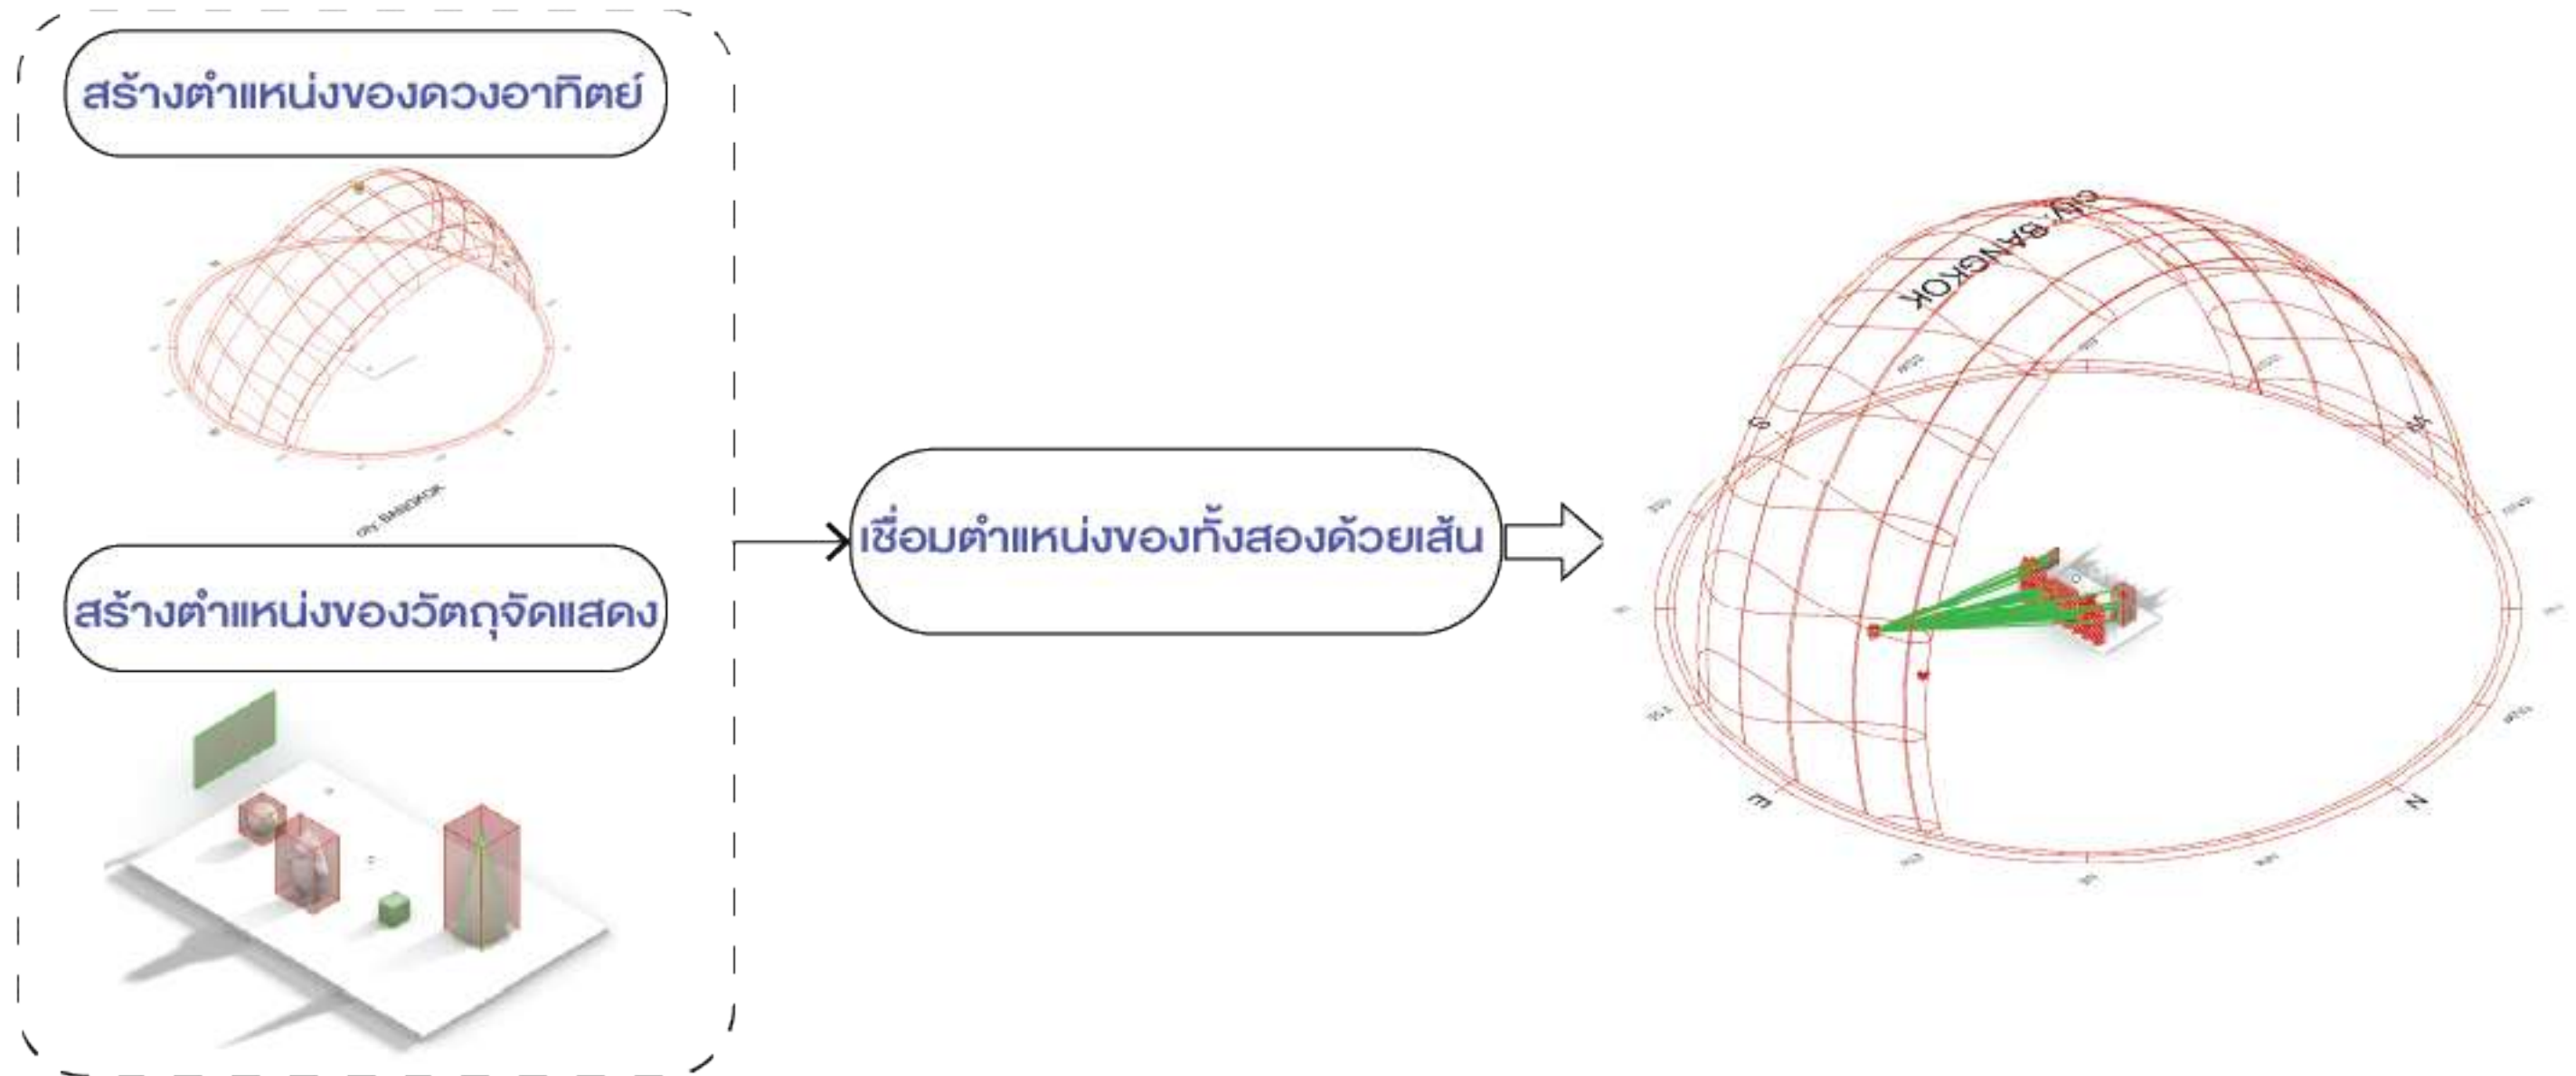 สร้างตำแหน่งของดวงอาทิตย์
city: BANGKOK
สร้างตำแหน่งของวัตถุจัดแสดง
เชื่อมตำแหน่งของทั้งสองด้วยเส้น
city: BANGKOK
S
W
E
N